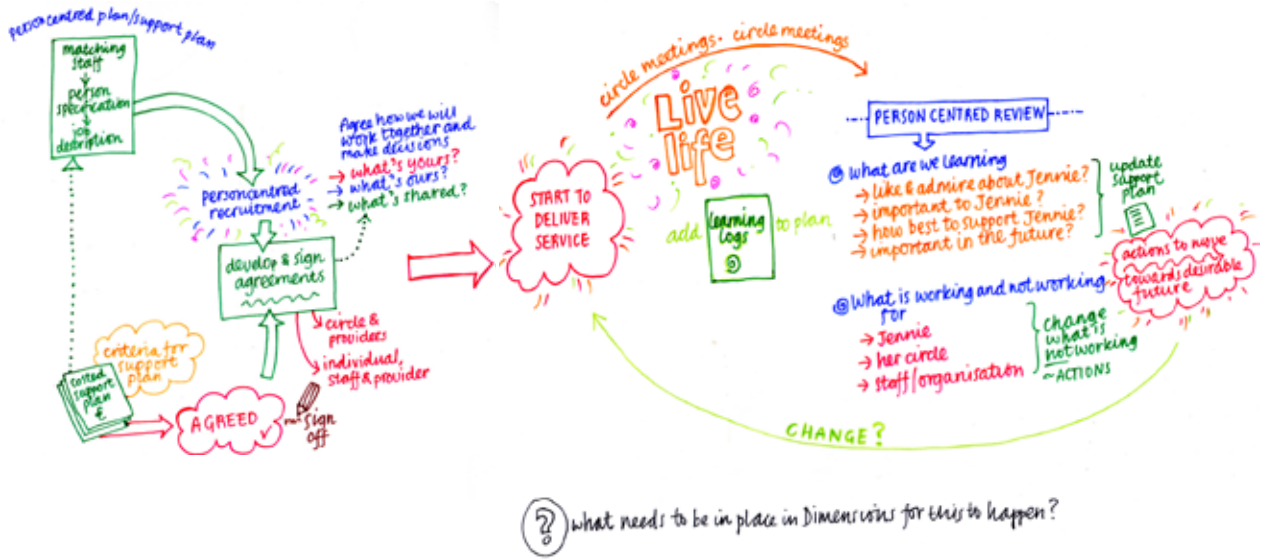 person centred plan/support plan
matching
staff
person
specification
job
description
person centred
recruitment
Agree how we will
work together and
make decisions
→ what's yours?
→ what's ours?
→ what's shared?
develop & sign
agreements
→ circle &
providers
→ individual,
staff & provider
criteria for
support
plan
costed
support
plan
£
AGREED ✓
sign
off
START TO
DELIVER
SERVICE
circle meetings. circle meetings
Live
life
add learning logs to plan
PERSON CENTRED REVIEW
what are we learning
→ like & admire about Jennie?
→ important to Jennie?
→ how best to support Jennie?
→ important in the future?
update
support
plan
actions to move
towards desirable
future
What is working and not working
for
→ Jennie
→ her circle
→ staff/organisation
change
what is
not working
~ACTIONS
CHANGE?
? what needs to be in place in Dimensions for this to happen?